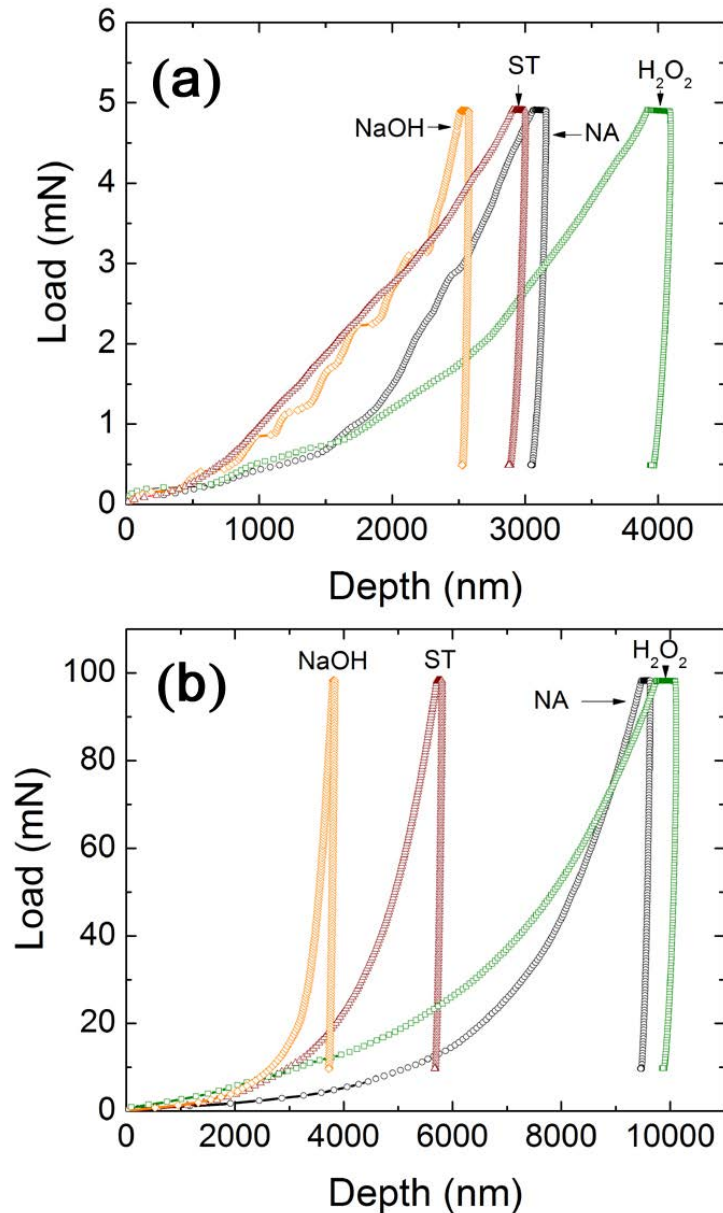 (a)
6
5
4
3
2
1
0
Load (mN)
NaOH
ST
NA
H₂O₂
0 1000 2000 3000 4000
Depth (nm)
(b)
100
80
60
40
20
0
Load (mN)
NaOH
ST
NA
H₂O₂
0 2000 4000 6000 8000 10000
Depth (nm)